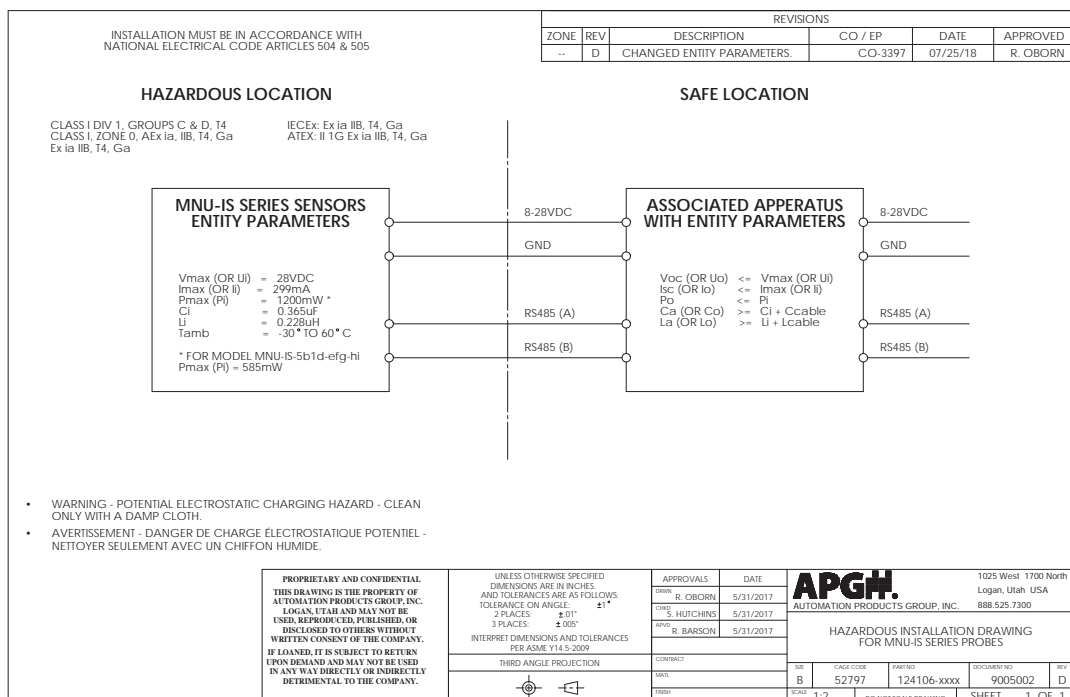 INSTALLATION MUST BE IN ACCORDANCE WITH
NATIONAL ELECTRICAL CODE ARTICLES 504 & 505
REVISIONS
ZONE REV DESCRIPTION CO / EP DATE APPROVED
-- D CHANGED ENTITY PARAMETERS. CO-3397 07/25/18 R. OBORN
HAZARDOUS LOCATION
SAFE LOCATION
CLASS I DIV 1, GROUPS C & D, T4
CLASS I, ZONE 0, AEx ia, IIB, T4, Ga
Ex ia IIB, T4, Ga
IECEx: Ex ia IIB, T4, Ga
ATEX: II 1G Ex ia IIB, T4, Ga
MNU-IS SERIES SENSORS
ENTITY PARAMETERS
Vmax (OR Ui) = 28VDC
Imax (OR Ii) = 299mA
Pmax (Pi) = 1200mW *
Ci = 0.365uF
Li = 0.228uH
Tamb = -30° TO 60° C
* FOR MODEL MNU-IS-5b1d-efg-hi
Pmax (Pi) = 585mW
8-28VDC
GND
RS485 (A)
RS485 (B)
ASSOCIATED APPERATUS
WITH ENTITY PARAMETERS
Voc (OR Uo) <= Vmax (OR Ui)
Isc (OR Io) <= Imax (OR Ii)
Po <= Pi
Ca (OR Co) >= Ci + Ccable
La (OR Lo) >= Li + Lcable
8-28VDC
GND
RS485 (A)
RS485 (B)
• WARNING - POTENTIAL ELECTROSTATIC CHARGING HAZARD - CLEAN
ONLY WITH A DAMP CLOTH.
• AVERTISSEMENT - DANGER DE CHARGE ÉLECTROSTATIQUE POTENTIEL -
NETTOYER SEULEMENT AVEC UN CHIFFON HUMIDE.
PROPRIETARY AND CONFIDENTIAL
THIS DRAWING IS THE PROPERTY OF
AUTOMATION PRODUCTS GROUP, INC.
LOGAN, UTAH AND MAY NOT BE
USED, REPRODUCED, PUBLISHED, OR
DISCLOSED TO OTHERS WITHOUT
WRITTEN CONSENT OF THE COMPANY.
IF LOANED, IT IS SUBJECT TO RETURN
UPON DEMAND AND MAY NOT BE USED
IN ANY WAY DIRECTLY OR INDIRECTLY
DETRIMENTAL TO THE COMPANY.
UNLESS OTHERWISE SPECIFIED
DIMENSIONS ARE IN INCHES.
AND TOLERANCES ARE AS FOLLOWS:
TOLERANCE ON ANGLE: ±1°
2 PLACES: ±.01"
3 PLACES: ±.005"
INTERPRET DIMENSIONS AND TOLERANCES
PER ASME Y14.5-2009
THIRD ANGLE PROJECTION
APPROVALS DATE
DRWN R. OBORN 5/31/2017
CHKD S. HUTCHINS 5/31/2017
APVD R. BARSON 5/31/2017
CONTRACT
MATL
FINISH
APG
AUTOMATION PRODUCTS GROUP, INC.
1025 West 1700 North
Logan, Utah USA
888.525.7300
HAZARDOUS INSTALLATION DRAWING
FOR MNU-IS SERIES PROBES
SIZE CAGE CODE PART NO DOCUMENT NO REV
B 52797 124106-xxxx 9005002 D
SCALE 1:2 SHEET 1 OF 1